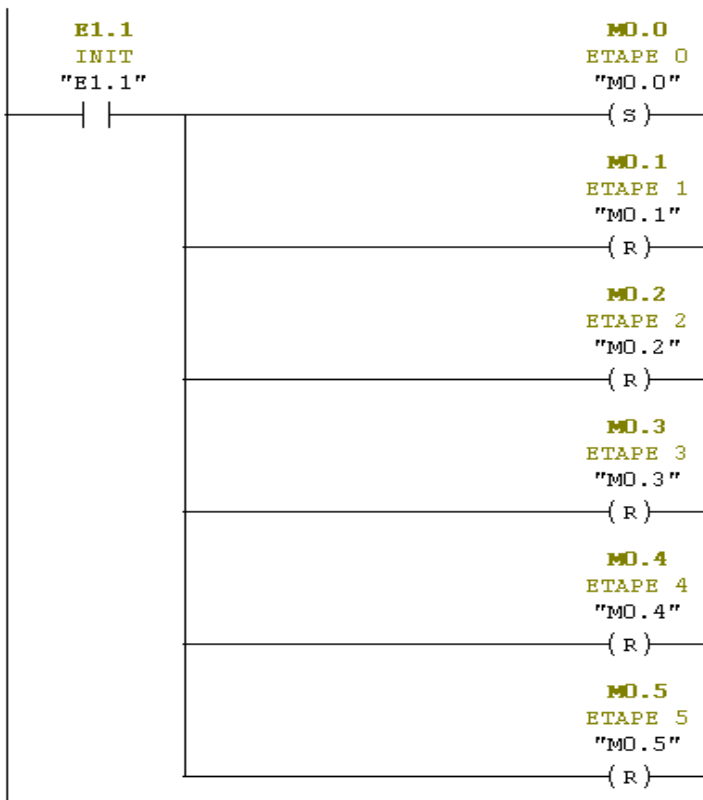 E1.1
INIT
"E1.1"
M0.0
ETAPE 0
"M0.0"
( S )
M0.1
ETAPE 1
"M0.1"
( R )
M0.2
ETAPE 2
"M0.2"
( R )
M0.3
ETAPE 3
"M0.3"
( R )
M0.4
ETAPE 4
"M0.4"
( R )
M0.5
ETAPE 5
"M0.5"
( R )